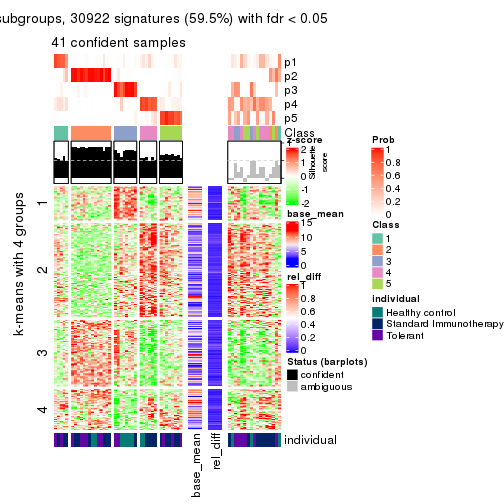 subgroups, 30922 signatures (59.5%) with fdr < 0.05
41 confident samples
p1
p2
p3
p4
p5
Class
z-score
2
1
0
-1
-2
Silhouette
score
base_mean
15
10
5
0
rel_diff
1
0.8
0.6
0.4
0.2
0
Status (barplots)
confident
ambiguous
Prob
1
0.8
0.6
0.4
0.2
0
Class
1
2
3
4
5
individual
Healthy control
Standard Immunotherapy
Tolerant
k-means with 4 groups
1
2
3
4
individual
base_mean
rel_diff